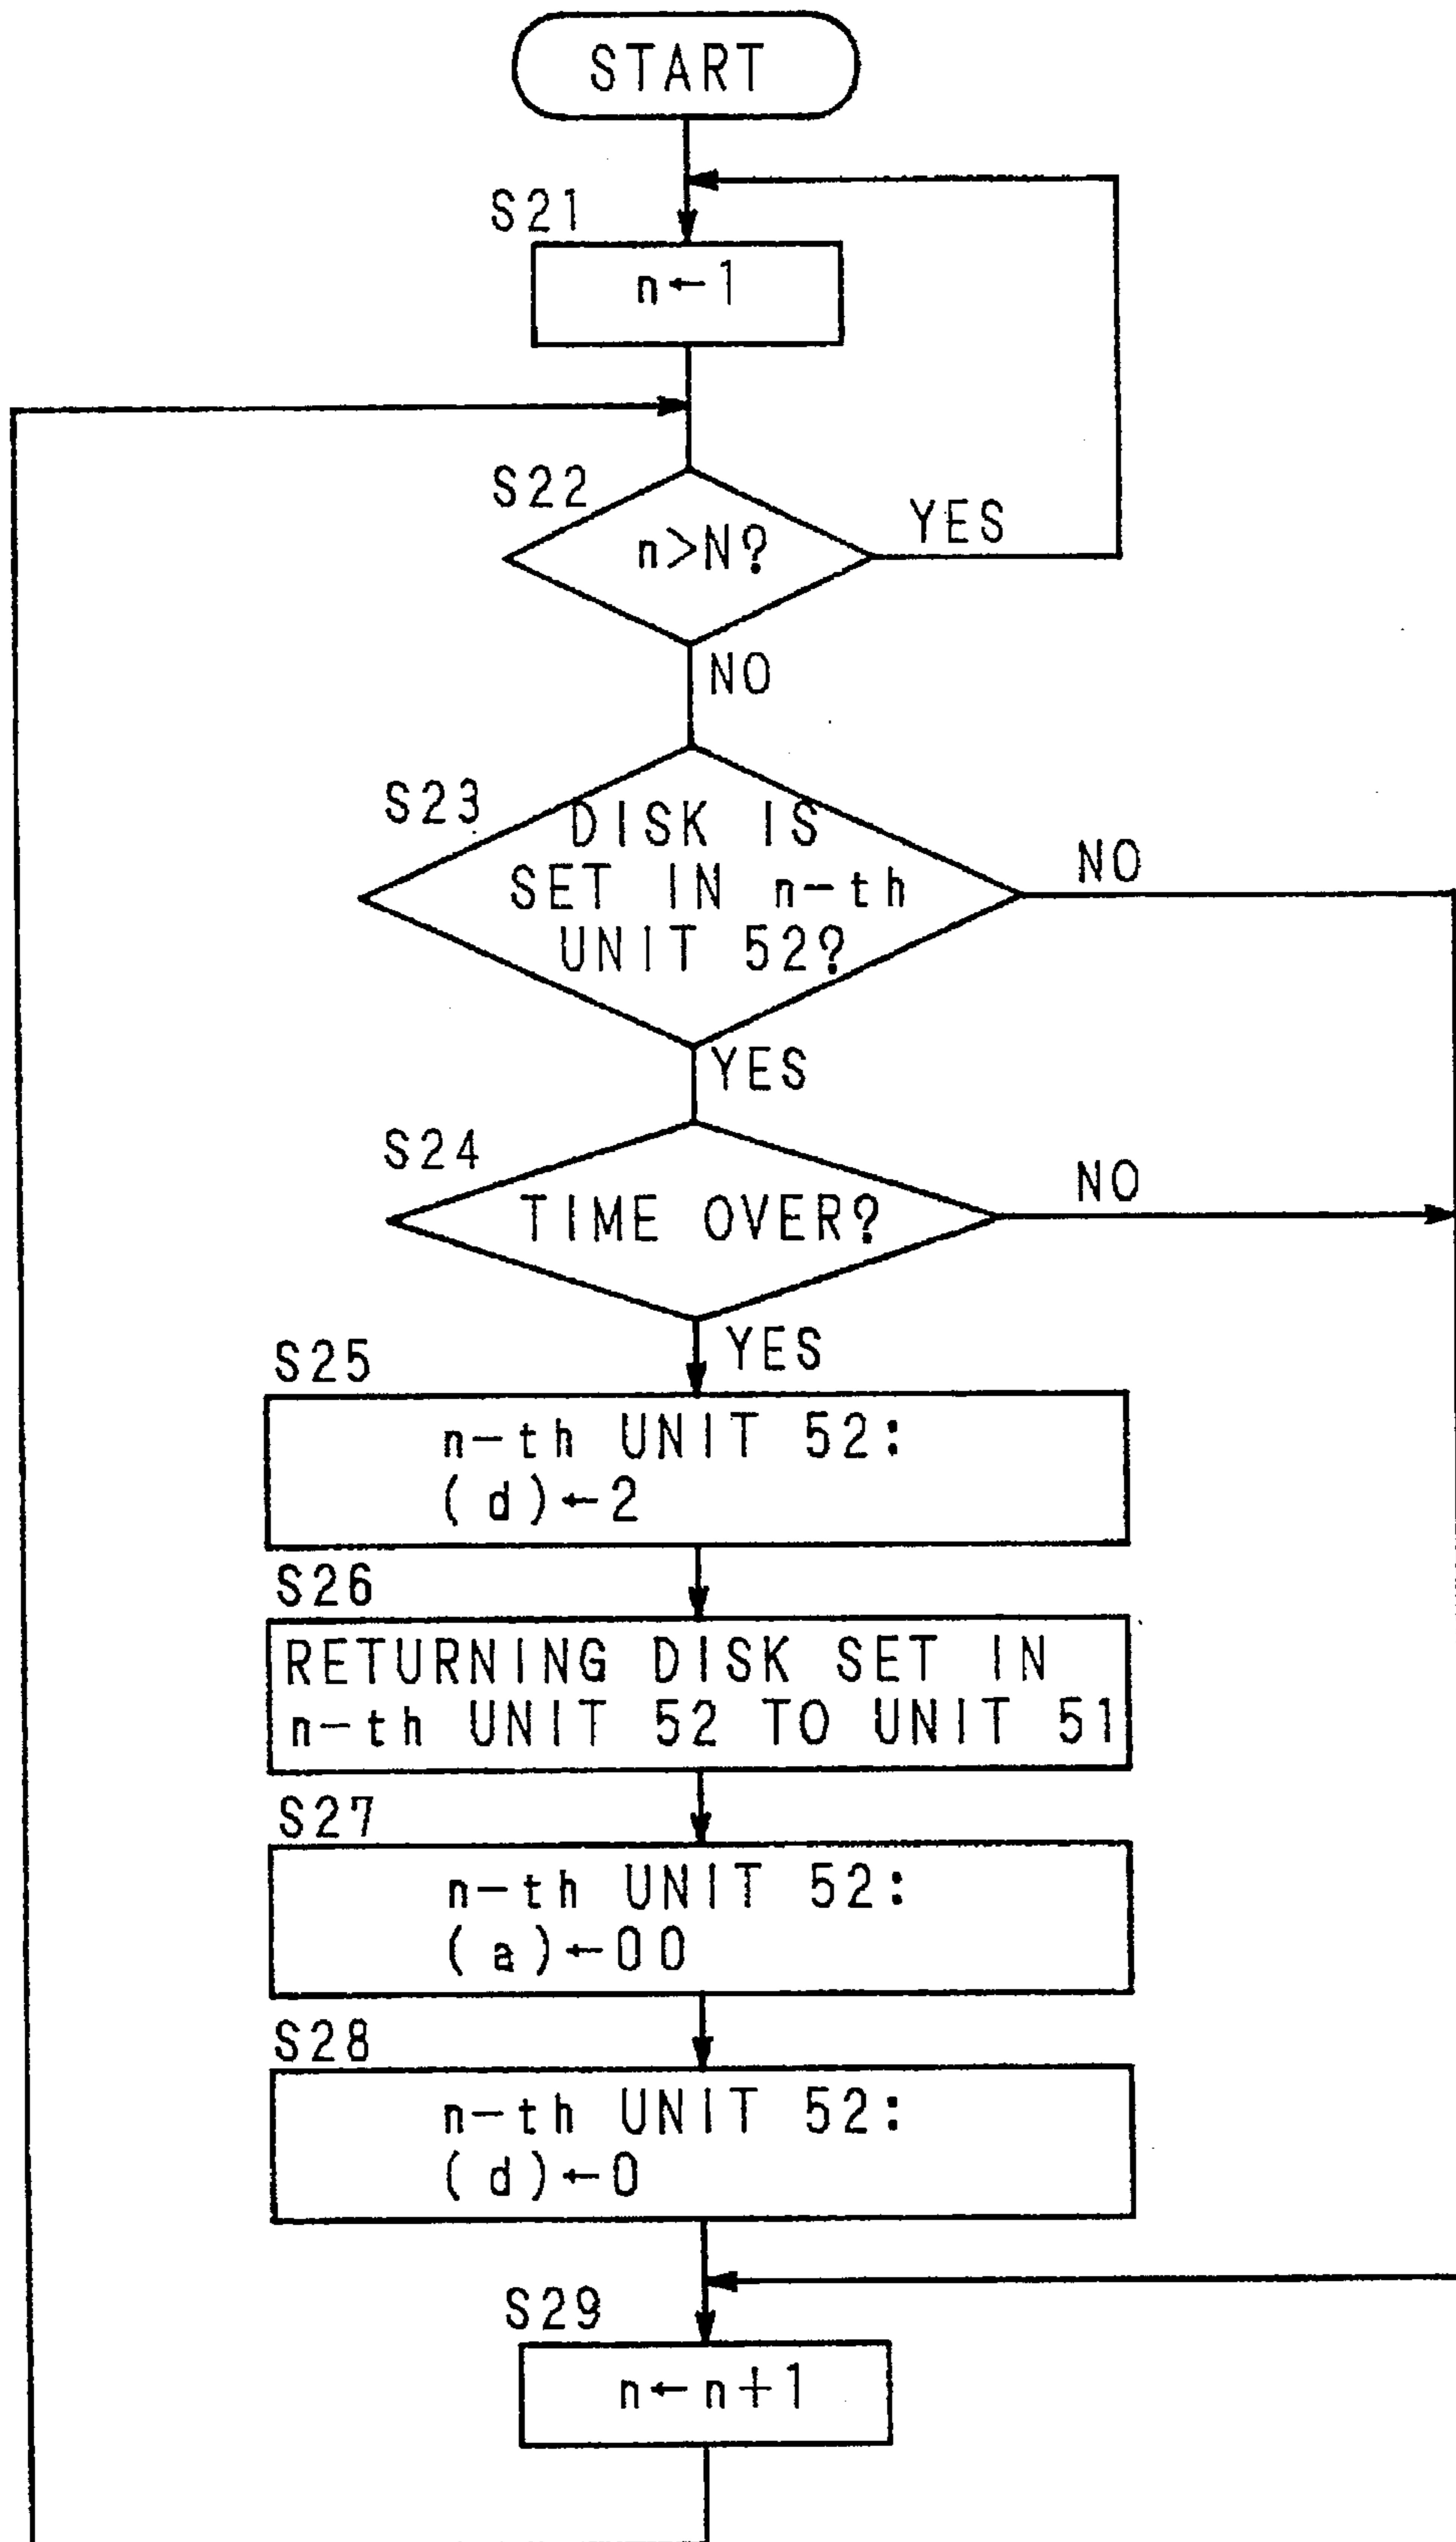 START
S21
n←1
S22
n>N?
YES
NO
S23
DISK IS
SET IN n-th
UNIT 52?
NO
YES
S24
TIME OVER?
NO
YES
S25
n-th UNIT 52:
(d)←2
S26
RETURNING DISK SET IN
n-th UNIT 52 TO UNIT 51
S27
n-th UNIT 52:
(a)←00
S28
n-th UNIT 52:
(d)←0
S29
n←n+1